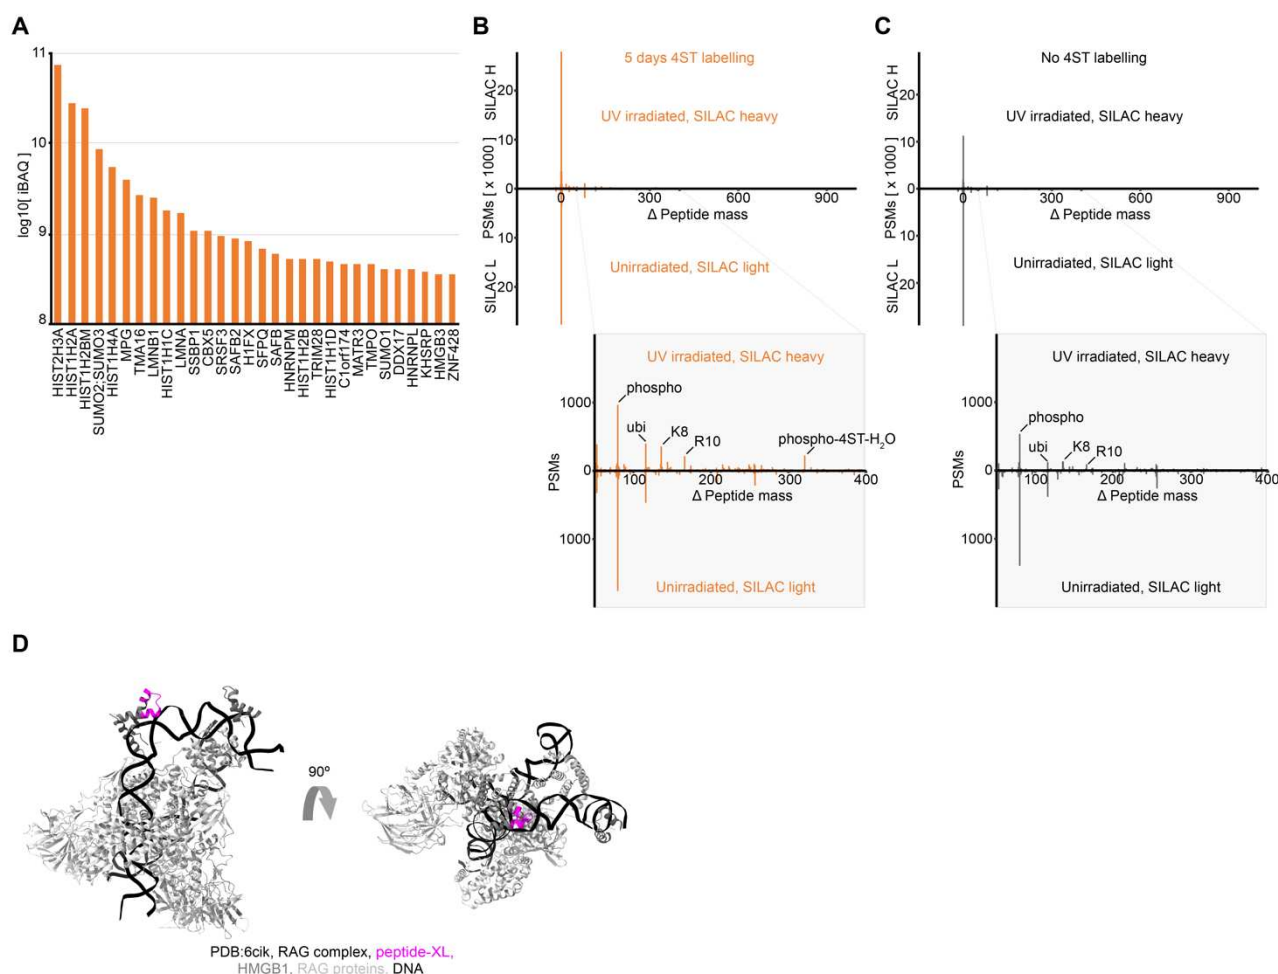 A
11
10
9
8
log10[ iBAQ ]
HIST2H3A
HIST1H2A
HIST1H2BM
SUMO2;SUMO3
HIST1H4A
MPG
TMA16
LMNB1
HIST1H1C
LMNA
SSBP1
CBX5
SRSF3
SAFB2
H1FX
SFPQ
SAFB
HNRNPM
HIST1H2B
TRIM28
HIST1H1D
C1orf174
MATR3
TMPO
SUMO1
DDX17
HNRNPL
KHSRP
HMGB3
ZNF428
B
5 days 4ST labelling
UV irradiated, SILAC heavy
SILAC H
PSMs [ x 1000 ]
SILAC L
20
10
0
10
20
0 300 600 900
Δ Peptide mass
Unirradiated, SILAC light
UV irradiated, SILAC heavy
phospho
ubi
K8
R10
phospho-4ST-H₂O
PSMs
1000
0
1000
100 200 300 400
Δ Peptide mass
Unirradiated, SILAC light
C
No 4ST labelling
UV irradiated, SILAC heavy
SILAC H
PSMs [ x 1000 ]
SILAC L
20
10
0
10
20
0 300 600 900
Δ Peptide mass
Unirradiated, SILAC light
UV irradiated, SILAC heavy
phospho
ubi
K8
R10
PSMs
1000
0
1000
100 200 300 400
Δ Peptide mass
Unirradiated, SILAC light
D
90º
PDB:6cik, RAG complex, peptide-XL,
HMGB1, RAG proteins, DNA